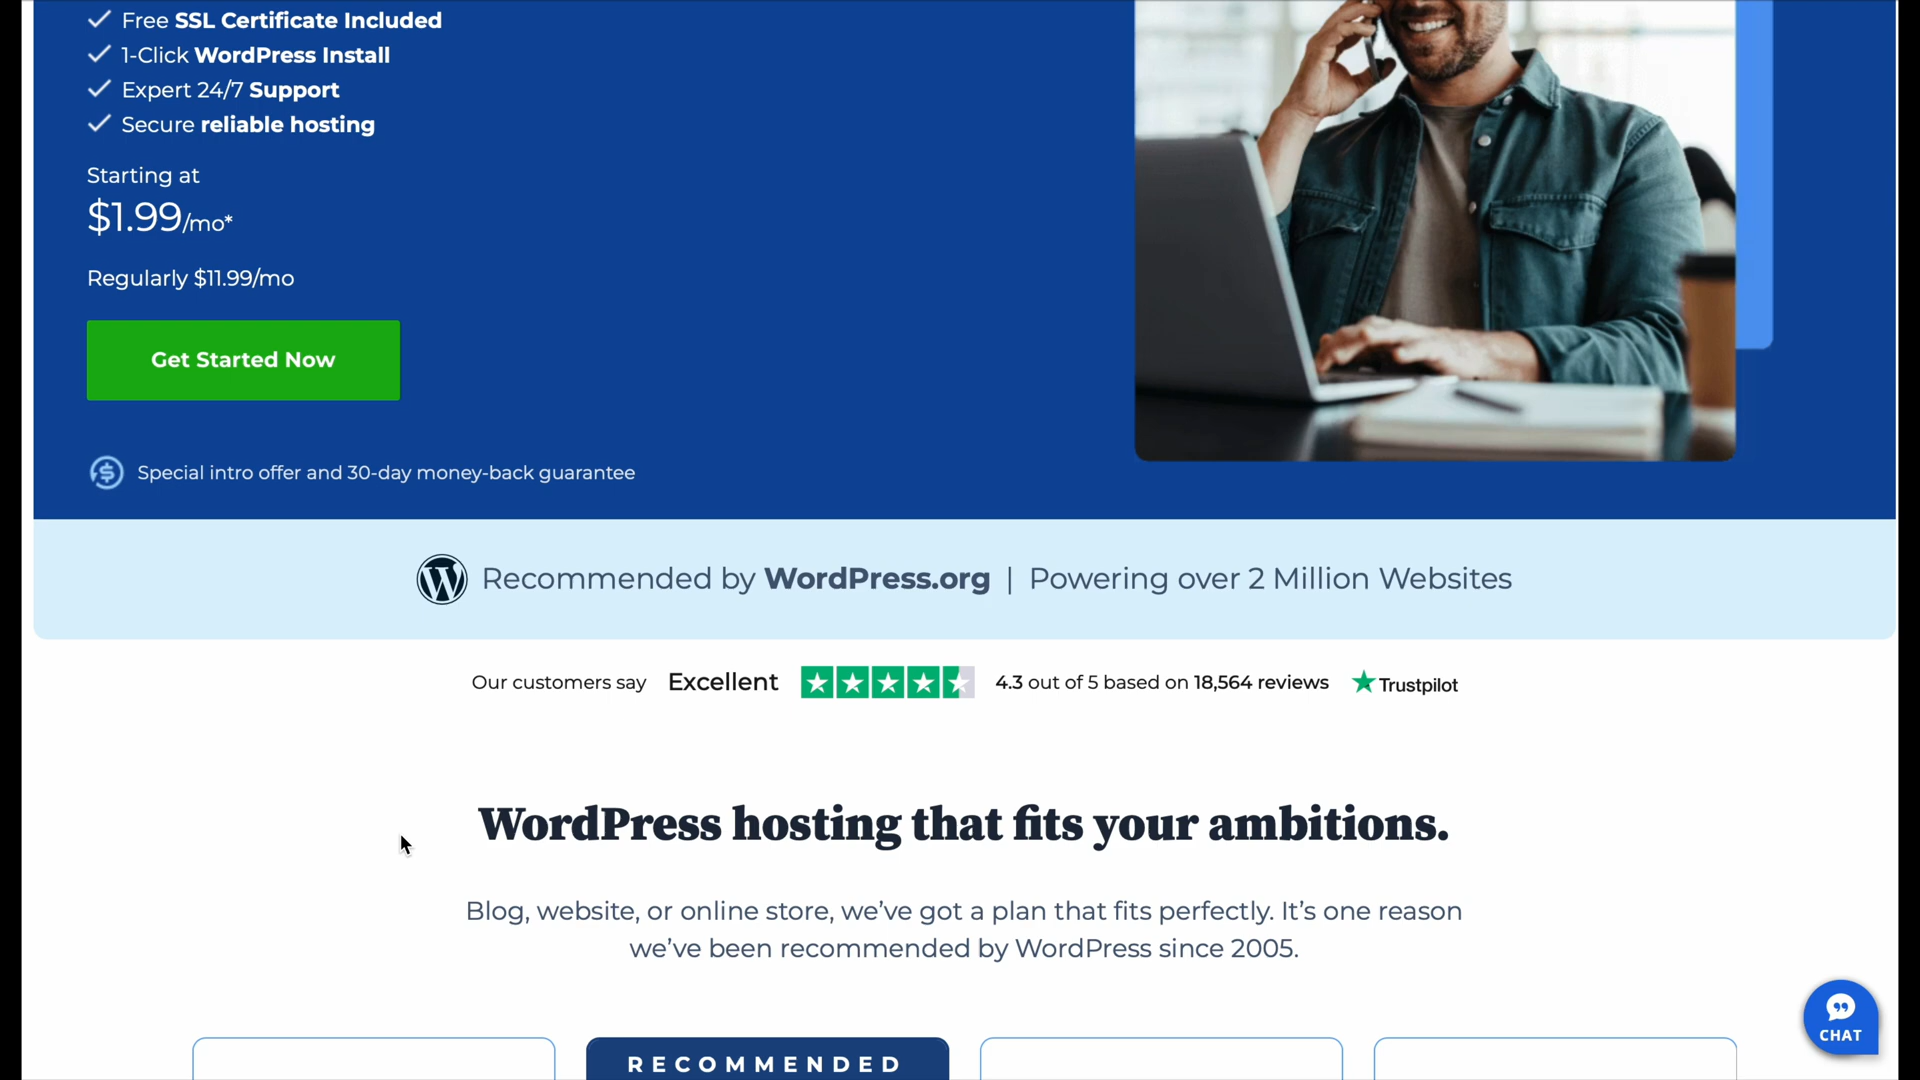 Free SSL Certificate Included
1-Click WordPress Install
Expert 24/7 Support
Secure reliable hosting
Starting at
$1.99/mo*
Regularly $11.99/mo
Get Started Now
Special intro offer and 30-day money-back guarantee
Recommended by WordPress.org | Powering over 2 Million Websites
Our customers say Excellent 4.3 out of 5 based on 18,564 reviews Trustpilot
WordPress hosting that fits your ambitions.
Blog, website, or online store, we’ve got a plan that fits perfectly. It’s one reason
we’ve been recommended by WordPress since 2005.
CHAT
RECOMMENDED